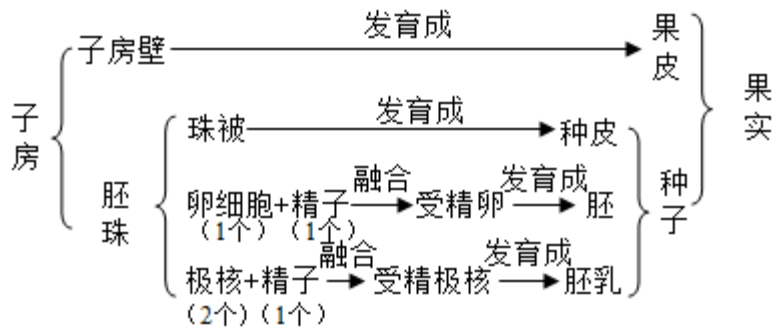 发育成
子房壁 果皮
子房 果实
珠被 发育成 种皮
胚珠 种子
融合 发育成
卵细胞+精子 受精卵 胚
（1个）（1个）
融合 发育成
极核+精子 受精极核 胚乳
（2个）（1个）